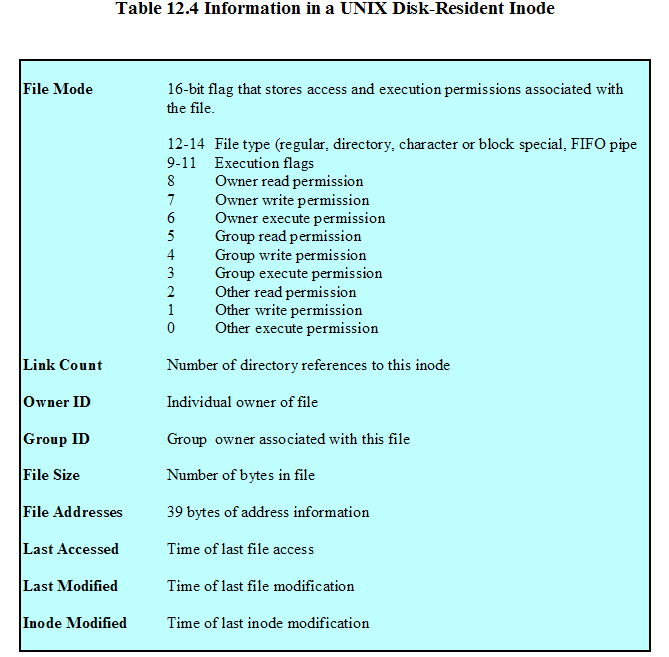 Table 12.4 Information in a UNIX Disk-Resident Inode
File Mode 16-bit flag that stores access and execution permissions associated with
the file.
12-14 File type (regular, directory, character or block special, FIFO pipe
9-11 Execution flags
8 Owner read permission
7 Owner write permission
6 Owner execute permission
5 Group read permission
4 Group write permission
3 Group execute permission
2 Other read permission
1 Other write permission
0 Other execute permission
Link Count Number of directory references to this inode
Owner ID Individual owner of file
Group ID Group owner associated with this file
File Size Number of bytes in file
File Addresses 39 bytes of address information
Last Accessed Time of last file access
Last Modified Time of last file modification
Inode Modified Time of last inode modification